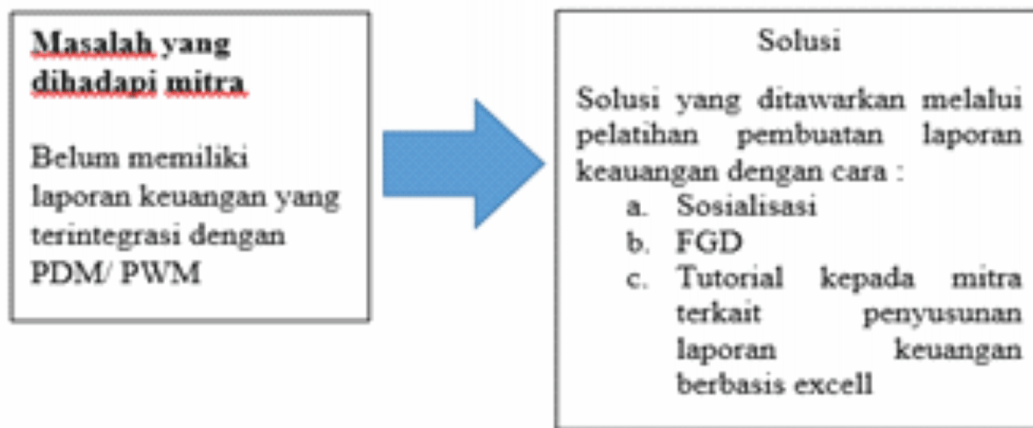 Masalah yang
dihadapi mitra
Belum memiliki
laporan keuangan yang
terintegrasi dengan
PDM/ PWM
Solusi
Solusi yang ditawarkan melalui
pelatihan pembuatan laporan
keauangan dengan cara :
a. Sosialisasi
b. FGD
c. Tutorial kepada mitra
terkait penyusunan
laporan keuangan
berbasis excell